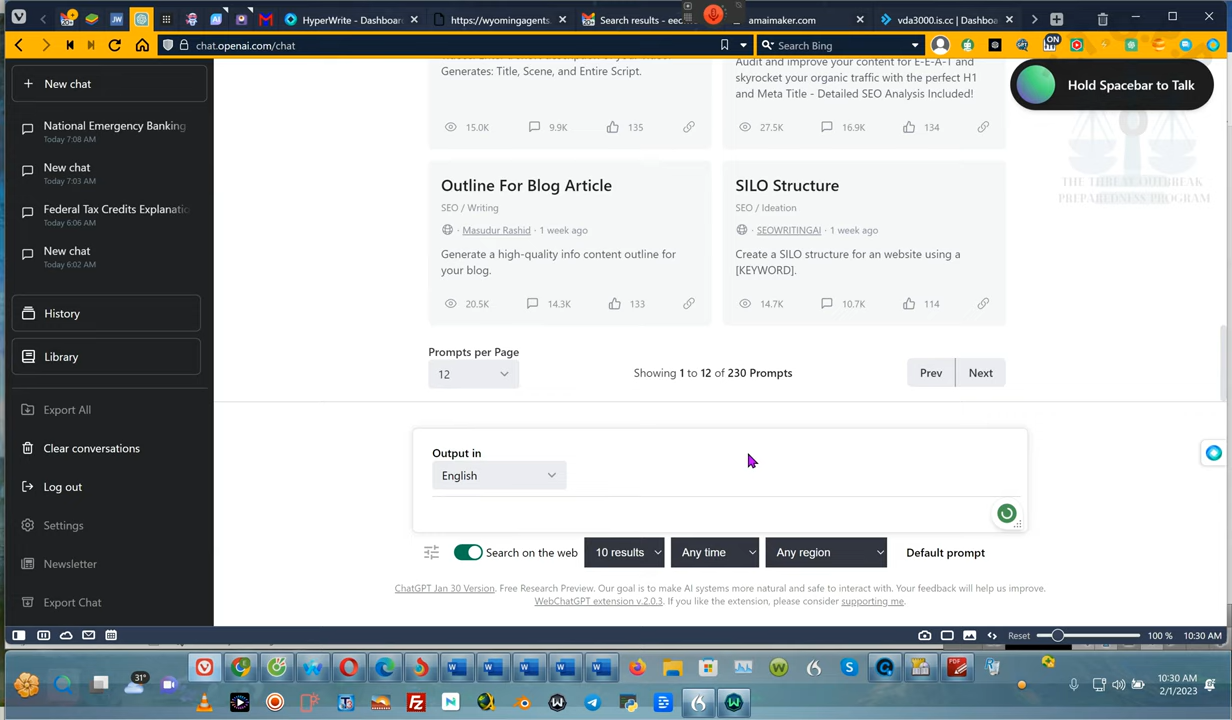 HyperWrite - Dashboar
https://wyomingagents.
Search results - eec
amaimaker.com
vda3000.is.cc | Dashboa
chat.openai.com/chat
Search Bing
ON
Hold Spacebar to Talk
THE THREAT OUTBREAK
PREPAREDNESS PROGRAM
New chat
National Emergency Banking
Today 7:08 AM
New chat
Today 7:03 AM
Federal Tax Credits Explanatio
Today 6:06 AM
New chat
Today 6:02 AM
History
Library
Export All
Clear conversations
Log out
Settings
Newsletter
Export Chat
Generates: Title, Scene, and Entire Script.
15.0K 9.9K 135
Audit and improve your content for E-E-A-T and
skyrocket your organic traffic with the perfect H1
and Meta Title - Detailed SEO Analysis Included!
27.5K 16.9K 134
Outline For Blog Article
SEO / Writing
· Masudur Rashid · 1 week ago
Generate a high-quality info content outline for
your blog.
20.5K 14.3K 133
SILO Structure
SEO / Ideation
· SEOWRITINGAI · 1 week ago
Create a SILO structure for an website using a
[KEYWORD].
14.7K 10.7K 114
Prompts per Page
12
Showing 1 to 12 of 230 Prompts
Prev Next
Output in
English
Search on the web 10 results Any time Any region Default prompt
ChatGPT Jan 30 Version. Free Research Preview. Our goal is to make AI systems more natural and safe to interact with. Your feedback will help us improve.
WebChatGPT extension v.2.0.3. If you like the extension, please consider supporting me.
Reset 100 % 10:30 AM
31°
10:30 AM
2/1/2023